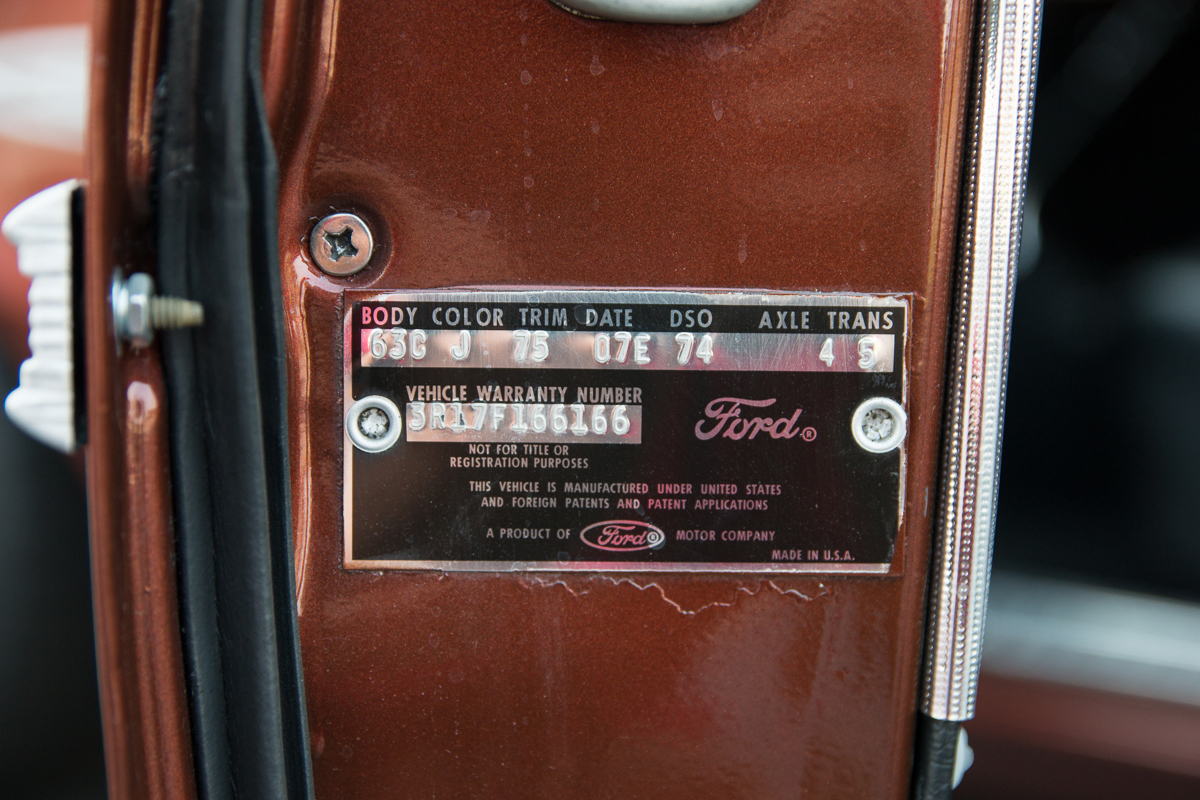 BODY COLOR TRIM DATE DSO AXLE TRANS
63C J 75 07E 74 4 5
VEHICLE WARRANTY NUMBER
3R17F166166
Ford®
NOT FOR TITLE OR
REGISTRATION PURPOSES
THIS VEHICLE IS MANUFACTURED UNDER UNITED STATES
AND FOREIGN PATENTS AND PATENT APPLICATIONS
A PRODUCT OF Ford® MOTOR COMPANY
MADE IN U.S.A.